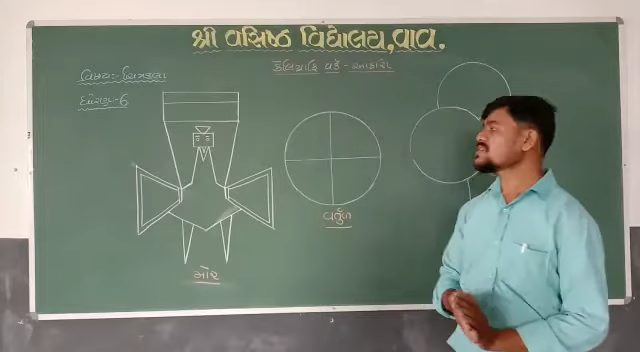 શ્રી વસિષ્ઠ વિદ્યાલય, વાવ.
વિષય:- ચિત્રકલા
ધોરણ:- 6
વર્તુળ
મોર